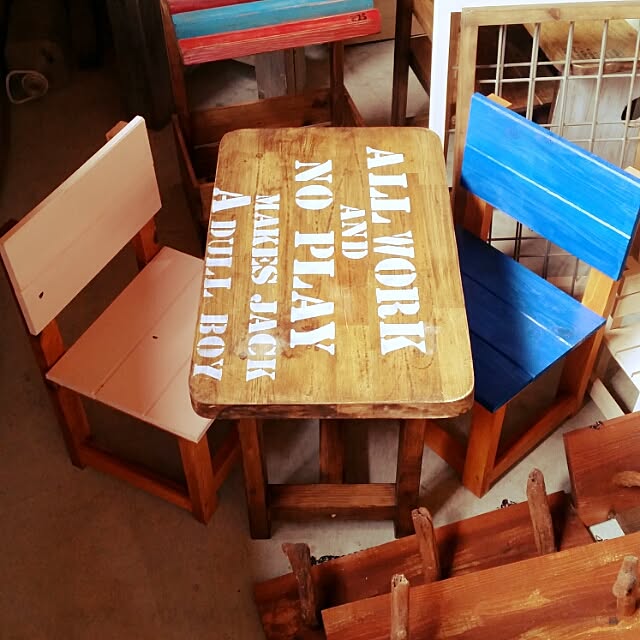 ALL WORK
AND
NO PLAY
MAKES JACK
A DULL BOY